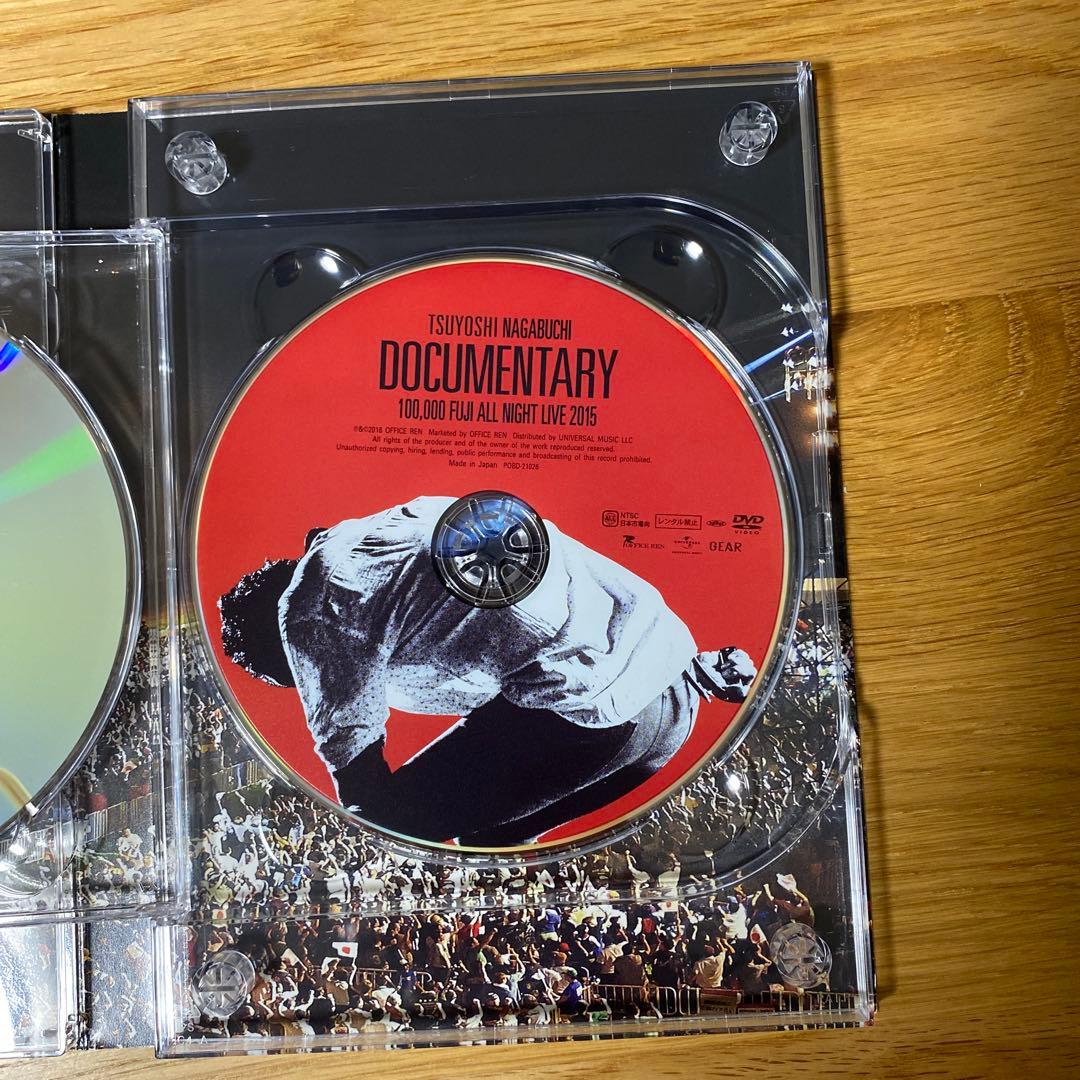 TSUYOSHI NAGABUCHI
DOCUMENTARY
100,000 FUJI ALL NIGHT LIVE 2015
℗&©2016 OFFICE REN Marketed by OFFICE REN Distributed by UNIVERSAL MUSIC LLC
All rights of the producer and of the owner of the work reproduced reserved.
Unauthorized copying, hiring, lending, public performance and broadcasting of this record prohibited.
Made in Japan POBD-21026
ALL NTSC 日本市場向 レンタル禁止 DVD VIDEO
OFFICE REN UNIVERSAL GEAR